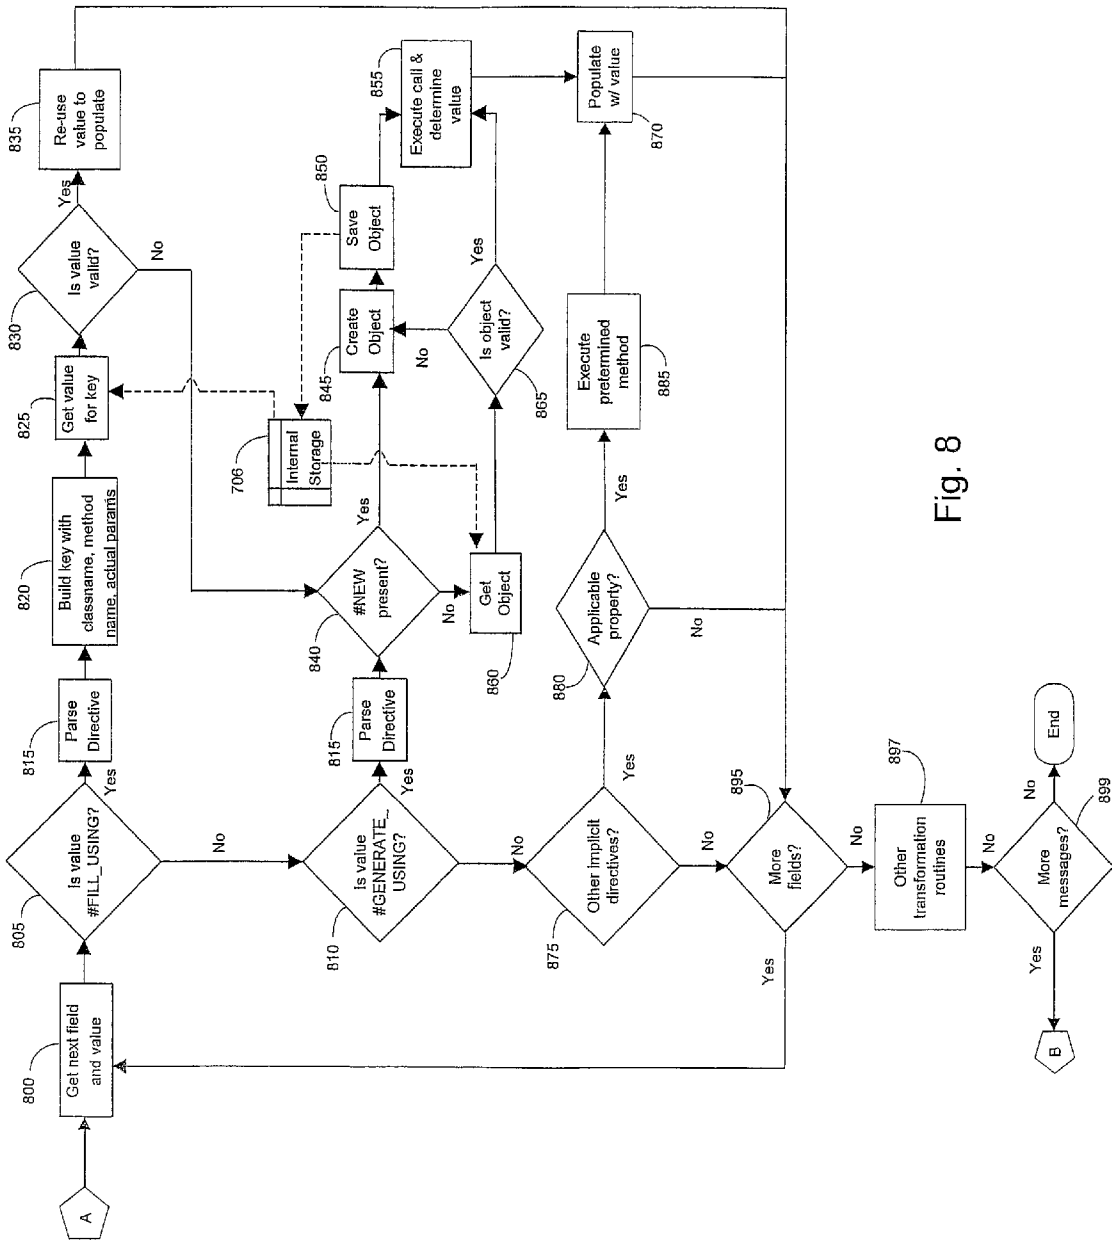 A
800
Get next field
and value
805
Is value
#FILL_USING?
Yes
No
815
Parse
Directive
820
Build key with
classname, method
name, actual params
825
Get value
for key
830
Is value
valid?
Yes
No
835
Re-use
value to
populate
810
Is value
#GENERATE_
USING?
Yes
No
815
Parse
Directive
840
#NEW
present?
Yes
No
706
Internal
Storage
845
Create
Object
850
Save
Object
855
Execute call &
determine
value
860
Get
Object
865
Is object
valid?
No
Yes
870
Populate
w/ value
875
Other implicit
directives?
Yes
No
880
Applicable
property?
Yes
No
885
Execute
pretermined
method
895
More
fields?
Yes
No
897
Other
transformation
routines
No
899
More
messages?
Yes
No
B
End
Fig. 8